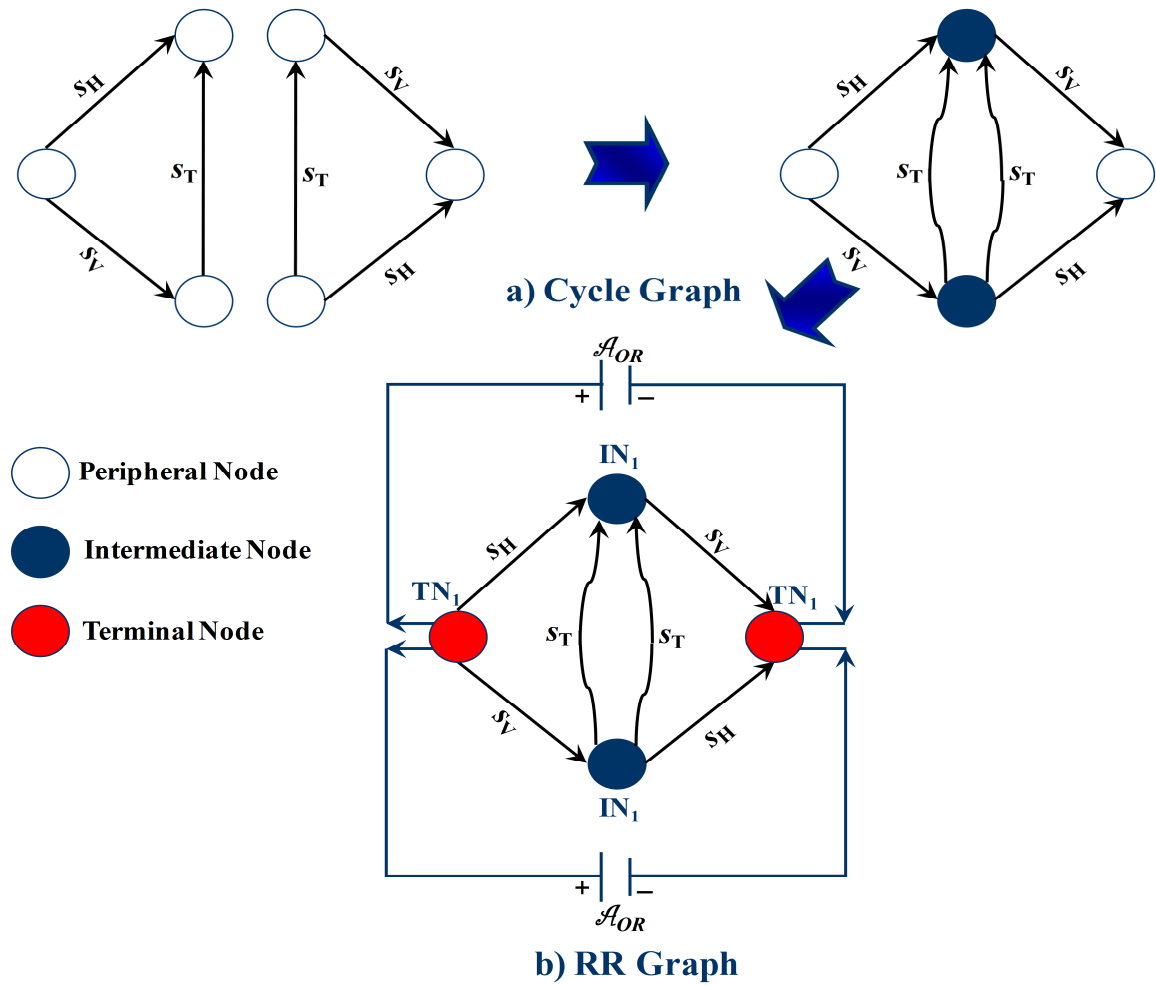 sH
sV
sT
sT
sV
sH
sH
sV
sT
sT
sV
sH
a) Cycle Graph
𝒜OR
+ −
Peripheral Node
Intermediate Node
Terminal Node
IN1
sH
sV
TN1
TN1
sT
sT
sV
sH
IN1
+ −
𝒜OR
b) RR Graph